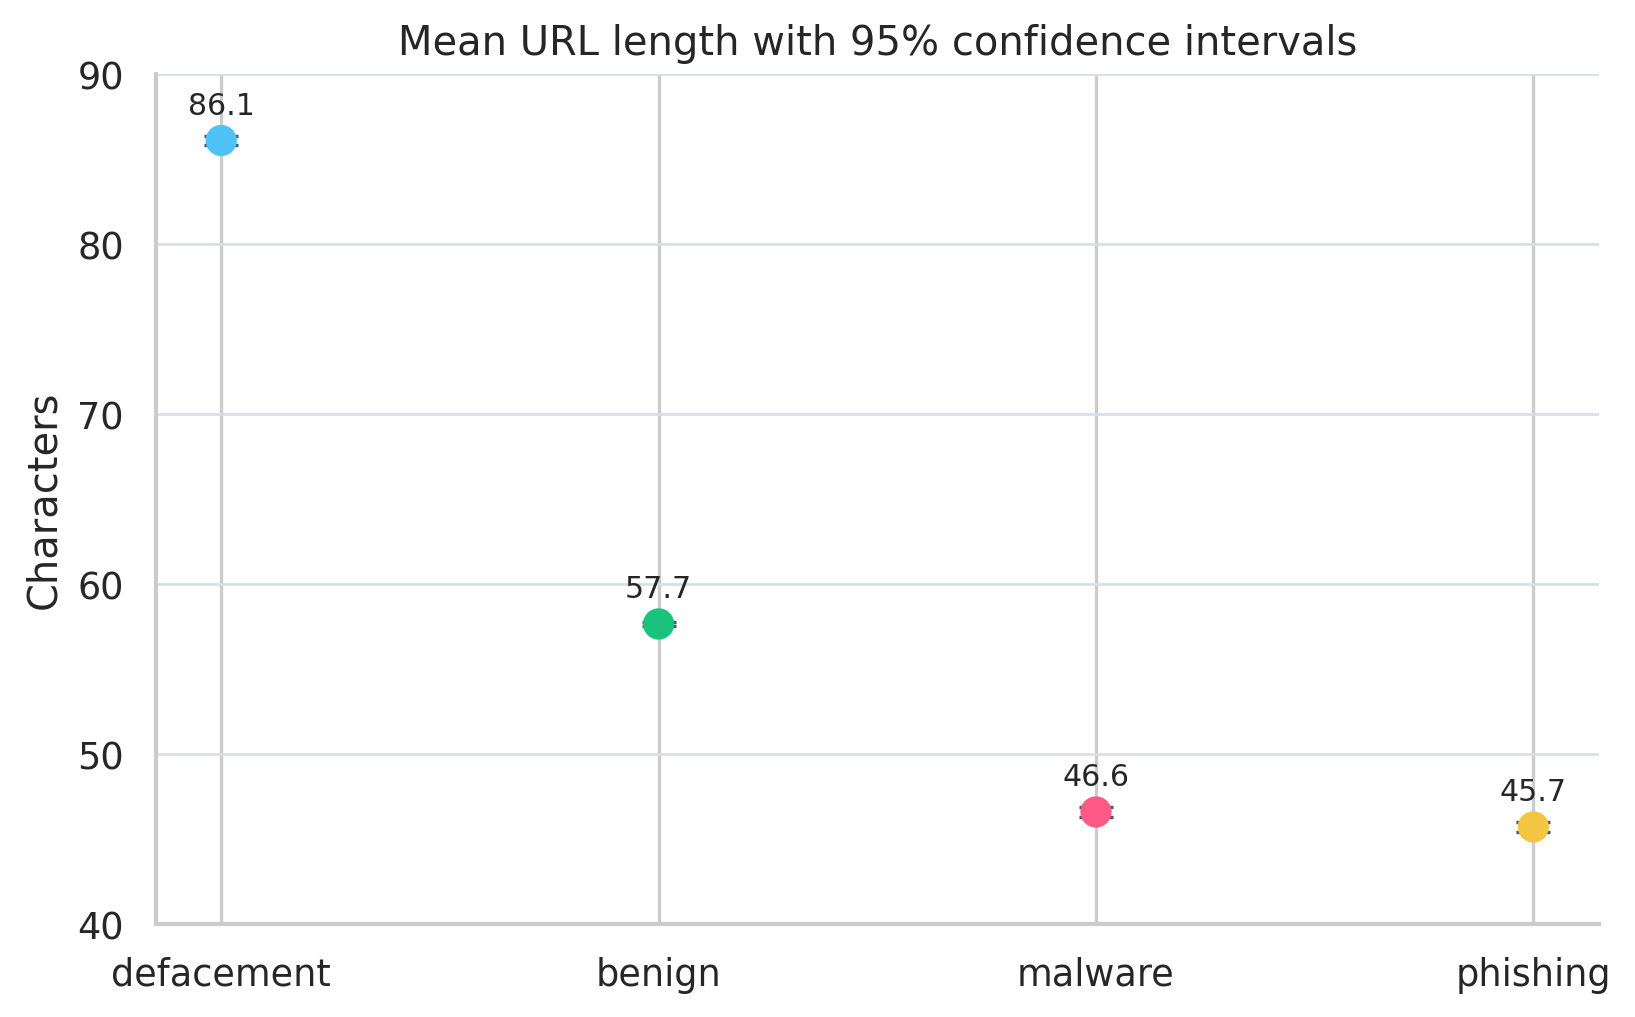 Mean URL length with 95% confidence intervals
90
86.1
80
Characters
70
60
57.7
50
46.6
45.7
40
defacement
benign
malware
phishing